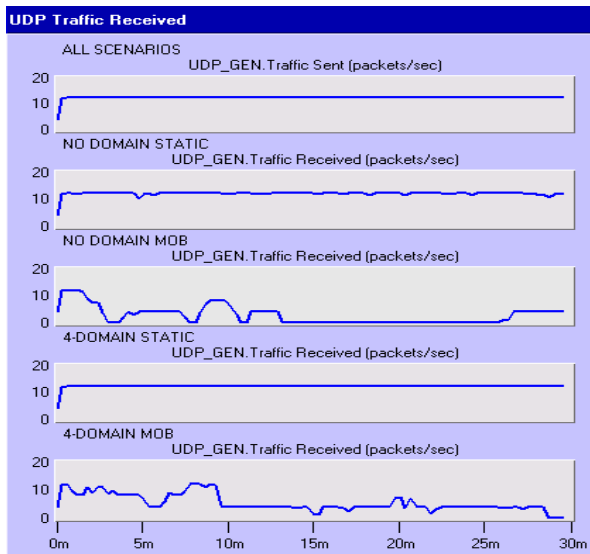 UDP Traffic Received
ALL SCENARIOS
UDP_GEN.Traffic Sent (packets/sec)
20
10
0
NO DOMAIN STATIC
UDP_GEN.Traffic Received (packets/sec)
20
10
0
NO DOMAIN MOB
UDP_GEN.Traffic Received (packets/sec)
20
10
0
4-DOMAIN STATIC
UDP_GEN.Traffic Received (packets/sec)
20
10
0
4-DOMAIN MOB
UDP_GEN.Traffic Received (packets/sec)
20
10
0
0m 5m 10m 15m 20m 25m 30m